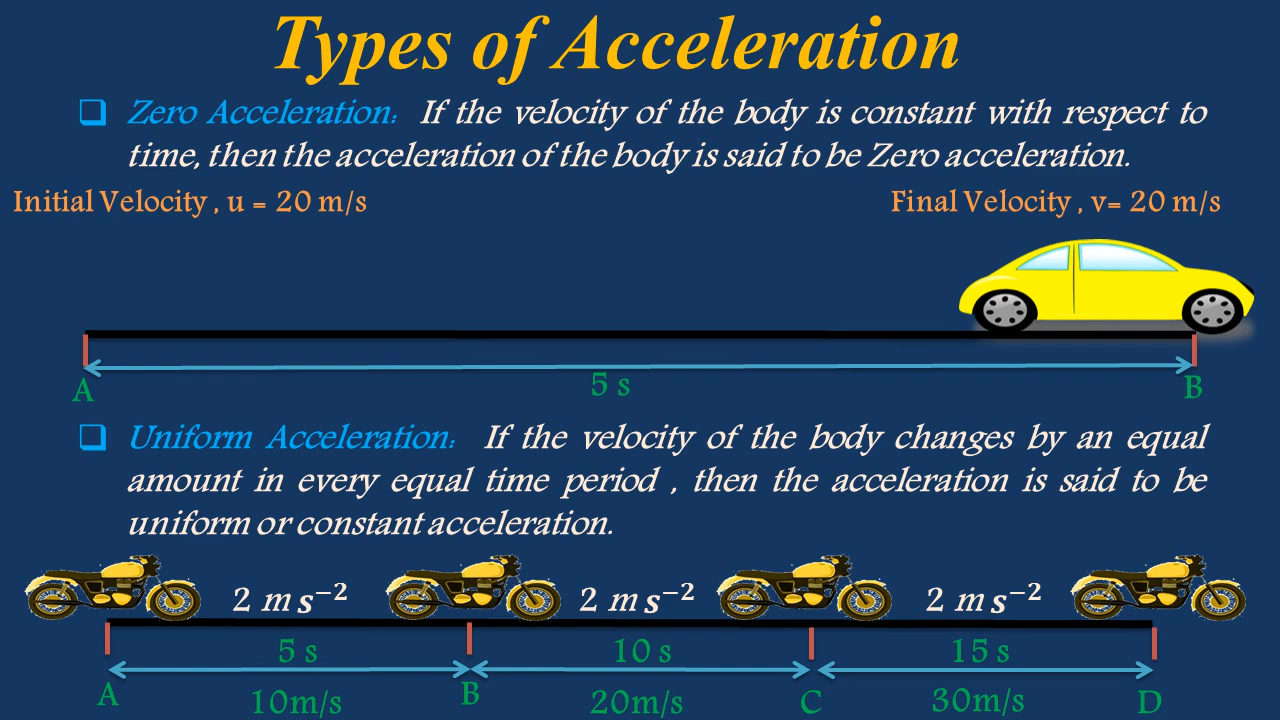 Types of Acceleration
❑ Zero Acceleration: If the velocity of the body is constant with respect to
time, then the acceleration of the body is said to be Zero acceleration.
Initial Velocity , u = 20 m/s Final Velocity , v= 20 m/s
5 s
A B
❑ Uniform Acceleration: If the velocity of the body changes by an equal
amount in every equal time period , then the acceleration is said to be
uniform or constant acceleration.
2 m s⁻² 2 m s⁻² 2 m s⁻²
5 s 10 s 15 s
A 10m/s B 20m/s C 30m/s D